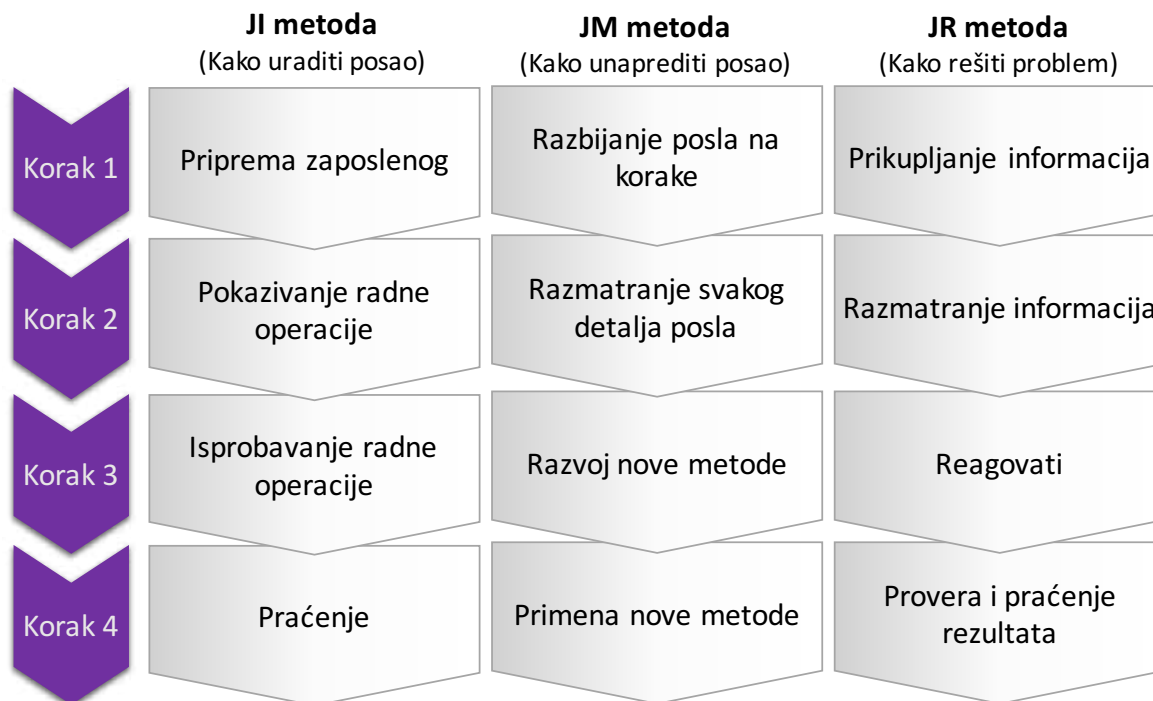 JI metoda
(Kako uraditi posao)
JM metoda
(Kako unaprediti posao)
JR metoda
(Kako rešiti problem)
Korak 1
Priprema zaposlenog
Razbijanje posla na
korake
Prikupljanje informacija
Korak 2
Pokazivanje radne
operacije
Razmatranje svakog
detalja posla
Razmatranje informacija
Korak 3
Isprobavanje radne
operacije
Razvoj nove metode
Reagovati
Korak 4
Praćenje
Primena nove metode
Provera i praćenje
rezultata